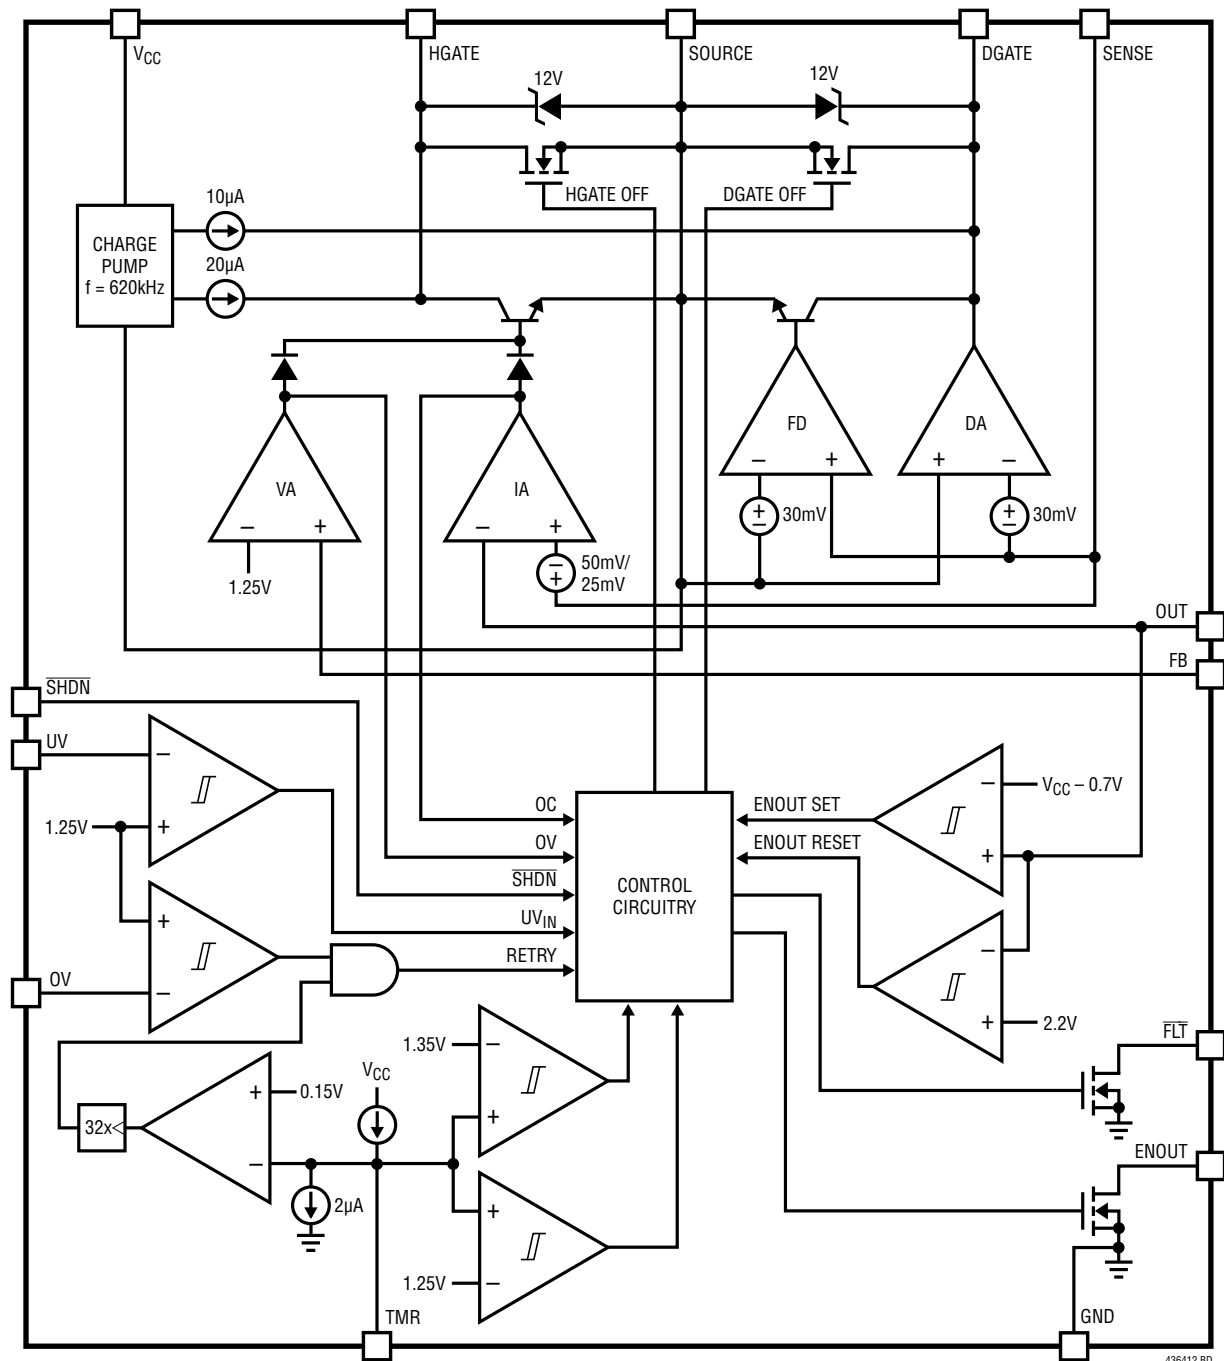 VCC
HGATE
SOURCE
DGATE
SENSE
12V
12V
HGATE OFF
DGATE OFF
10µA
CHARGE
PUMP
f = 620kHz
20µA
FD
DA
–
+
+
–
VA
IA
–
+
–
+
+
–
30mV
+
–
30mV
1.25V
–
+
50mV/
25mV
OUT
FB
SHDN
UV
–
1.25V
+
+
OV
–
OC
OV
SHDN
UVIN
RETRY
CONTROL
CIRCUITRY
ENOUT SET
ENOUT RESET
–
VCC – 0.7V
+
–
+
2.2V
FLT
1.35V
–
+
VCC
+
0.15V
32x
–
2µA
+
1.25V
–
ENOUT
TMR
GND
436412 BD